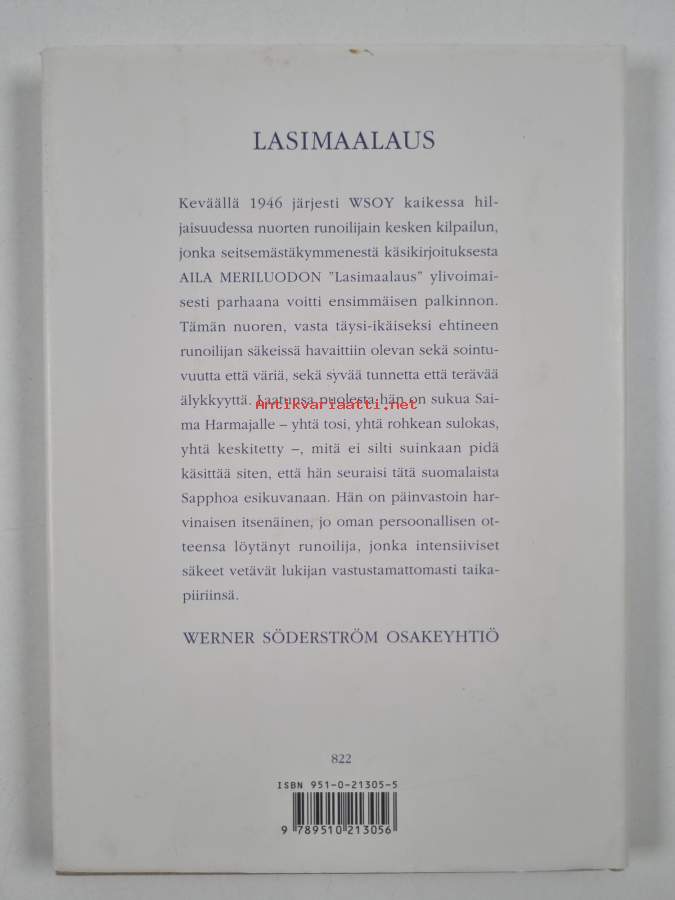 LASIMAALAUS
Keväällä 1946 järjesti WSOY kaikessa hil-
jaisuudessa nuorten runoilijain kesken kilpailun,
jonka seitsemästäkymmenestä käsikirjoituksesta
AILA MERILUODON "Lasimaalaus" ylivoimai-
sesti parhaana voitti ensimmäisen palkinnon.
Tämän nuoren, vasta täysi-ikäiseksi ehtineen
runoilijan säkeissä havaittiin olevan sekä sointu-
vuutta että väriä, sekä syvää tunnetta että terävää
älykkyyttä. Laatunsa puolesta hän on sukua Sai-
Antikvariaatti.net
ma Harmajalle – yhtä tosi, yhtä rohkean sulokas,
yhtä keskitetty –, mitä ei silti suinkaan pidä
käsittää siten, että hän seuraisi tätä suomalaista
Sapphoa esikuvanaan. Hän on päinvastoin har-
vinaisen itsenäinen, jo oman persoonallisen ot-
teensa löytänyt runoilija, jonka intensiiviset
säkeet vetävät lukijan vastustamattomasti taika-
piiriinsä.
WERNER SÖDERSTRÖM OSAKEYHTIÖ
822
ISBN 951-0-21305-5
9 789510 213056